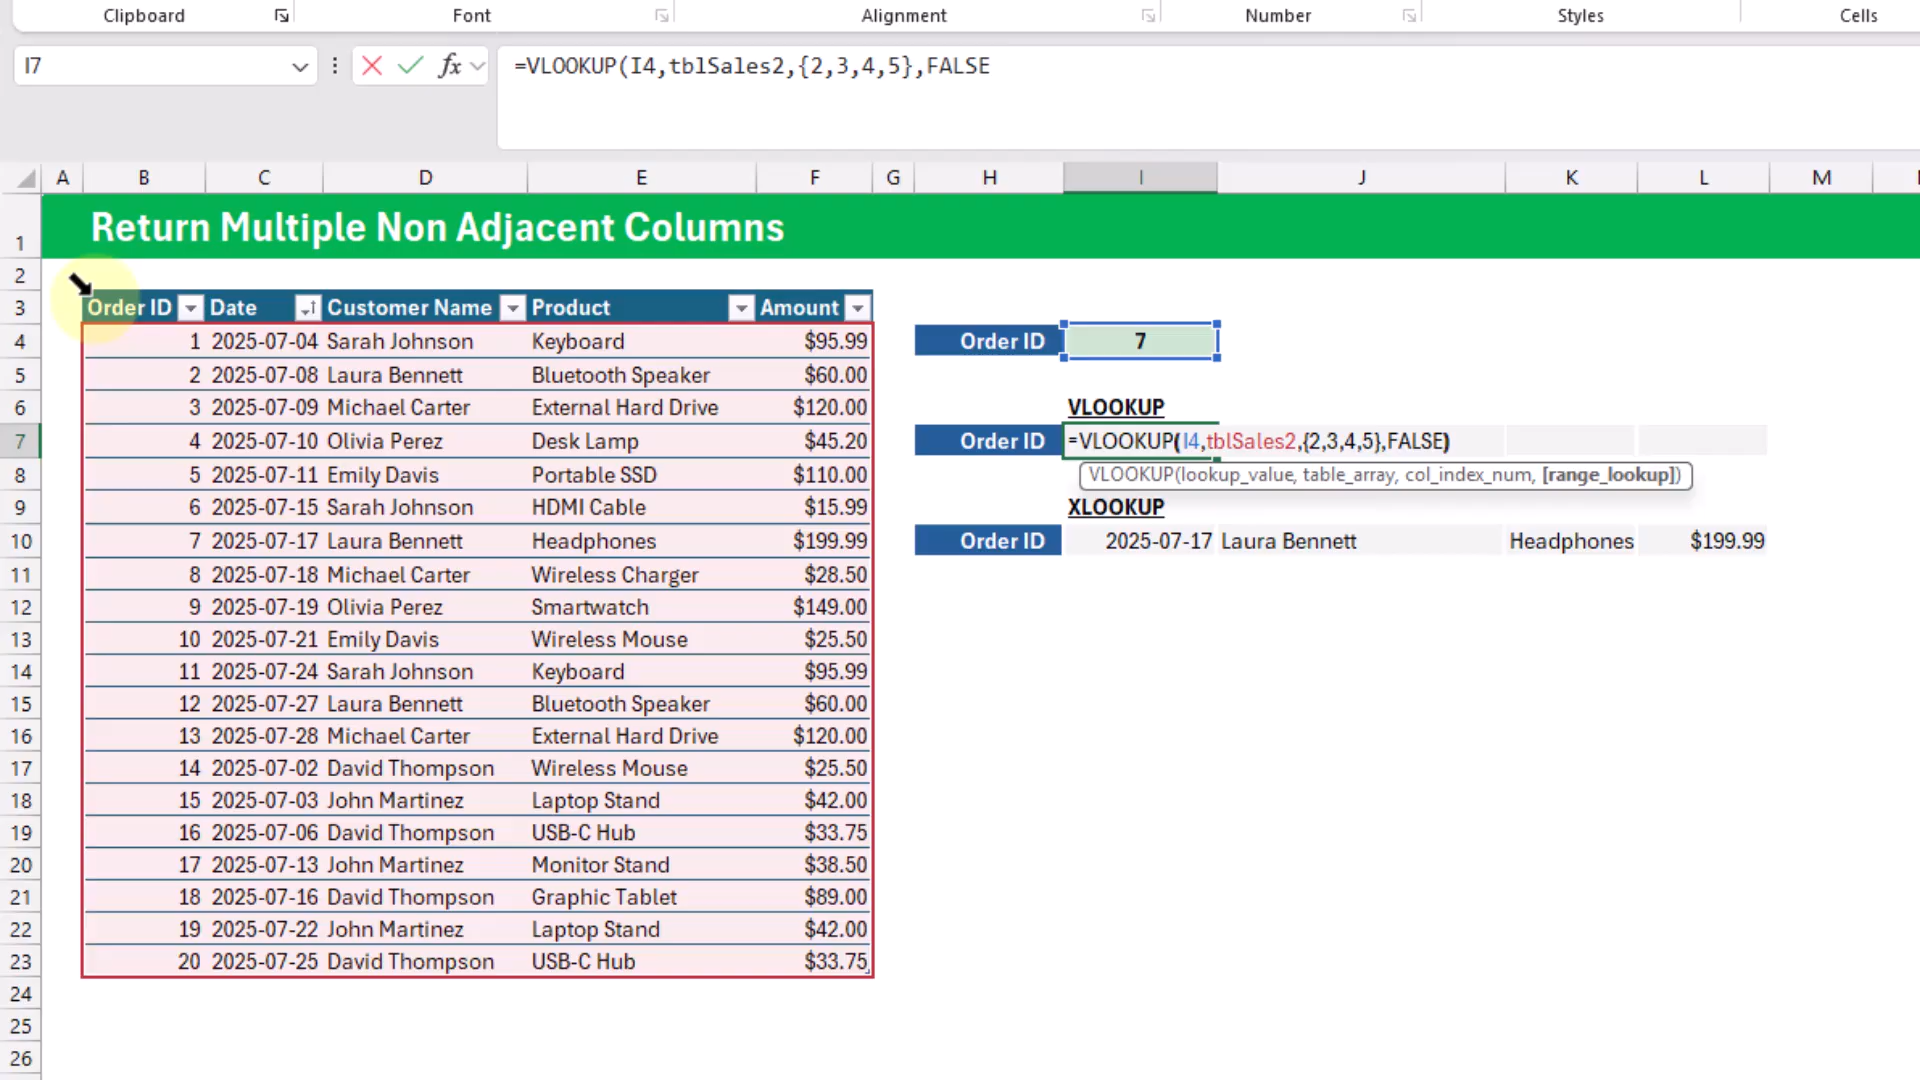 Clipboard Font Alignment Number Styles Cells
I7 fx =VLOOKUP(I4,tblSales2,{2,3,4,5},FALSE
A B C D E F G H I J K L M
1 Return Multiple Non Adjacent Columns
2
3 Order ID Date Customer Name Product Amount
4 1 2025-07-04 Sarah Johnson Keyboard $95.99 Order ID 7
5 2 2025-07-08 Laura Bennett Bluetooth Speaker $60.00
6 3 2025-07-09 Michael Carter External Hard Drive $120.00 VLOOKUP
7 4 2025-07-10 Olivia Perez Desk Lamp $45.20 Order ID =VLOOKUP(I4,tblSales2,{2,3,4,5},FALSE)
8 5 2025-07-11 Emily Davis Portable SSD $110.00 VLOOKUP(lookup_value, table_array, col_index_num, [range_lookup])
9 6 2025-07-15 Sarah Johnson HDMI Cable $15.99 XLOOKUP
10 7 2025-07-17 Laura Bennett Headphones $199.99 Order ID 2025-07-17 Laura Bennett Headphones $199.99
11 8 2025-07-18 Michael Carter Wireless Charger $28.50
12 9 2025-07-19 Olivia Perez Smartwatch $149.00
13 10 2025-07-21 Emily Davis Wireless Mouse $25.50
14 11 2025-07-24 Sarah Johnson Keyboard $95.99
15 12 2025-07-27 Laura Bennett Bluetooth Speaker $60.00
16 13 2025-07-28 Michael Carter External Hard Drive $120.00
17 14 2025-07-02 David Thompson Wireless Mouse $25.50
18 15 2025-07-03 John Martinez Laptop Stand $42.00
19 16 2025-07-06 David Thompson USB-C Hub $33.75
20 17 2025-07-13 John Martinez Monitor Stand $38.50
21 18 2025-07-16 David Thompson Graphic Tablet $89.00
22 19 2025-07-22 John Martinez Laptop Stand $42.00
23 20 2025-07-25 David Thompson USB-C Hub $33.75
24
25
26